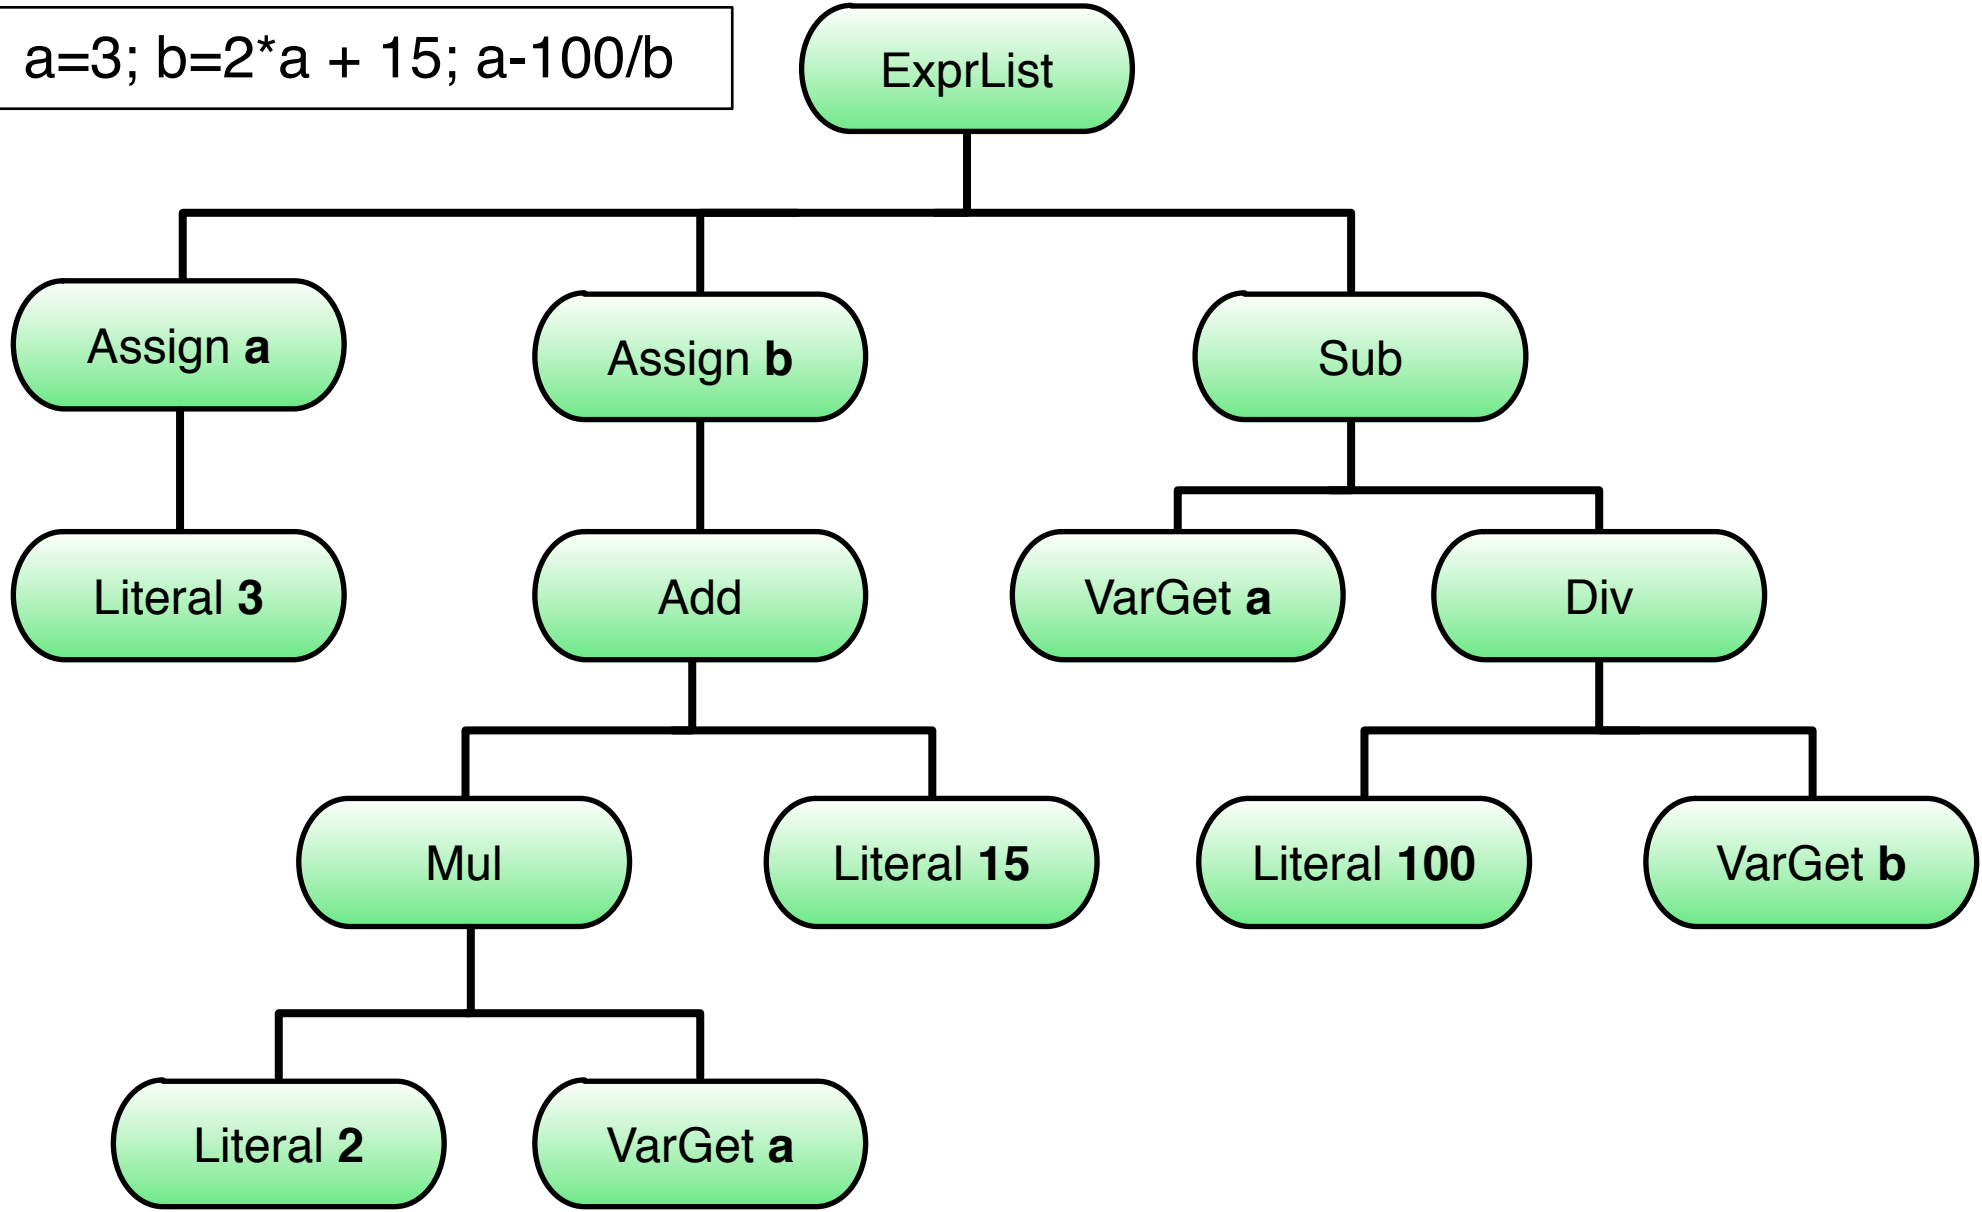 a=3; b=2*a + 15; a-100/b
ExprList
Assign a
Assign b
Sub
Literal 3
Add
VarGet a
Div
Mul
Literal 15
Literal 100
VarGet b
Literal 2
VarGet a